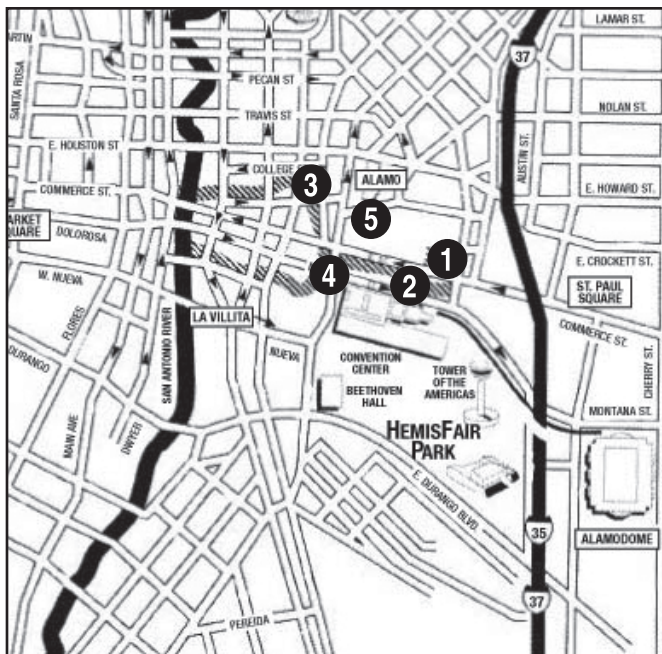 LAMAR ST.
37
PECAN ST
NOLAN ST.
TRAVIS ST
SANTA ROSA
E. HOUSTON ST
AUSTIN ST.
COLLEGE
3
ALAMO
E. HOWARD ST.
COMMERCE ST.
5
DOLOROSA
1
E. CROCKETT ST.
W. NUEVA
4
2
ST. PAUL
SQUARE
LA VILLITA
FLORES
SAN ANTONIO RIVER
COMMERCE ST.
DURANGO
NUEVA
CONVENTION
CENTER
TOWER
OF THE
AMERICAS
CHERRY ST.
BEETHOVEN
HALL
MONTANA ST.
MAIN AVE
DWYER
HEMISFAIR
PARK
E. DURANGO BLVD.
35
ALAMODOME
37
PEREIDA